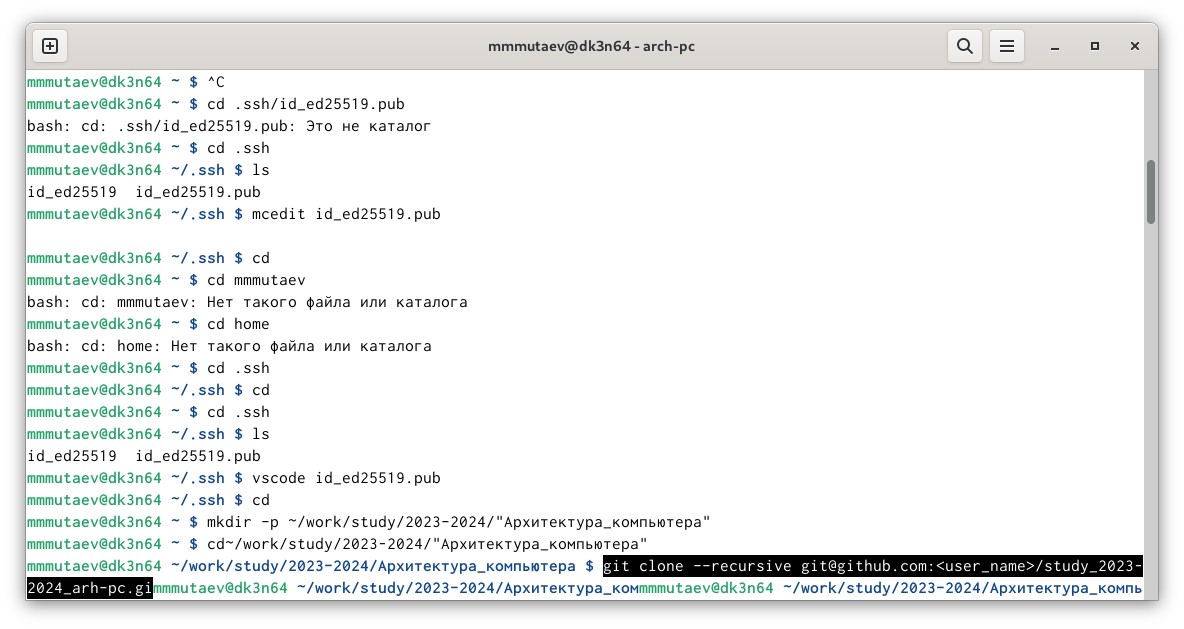 mmmutaev@dk3n64 - arch-pc
mmmutaev@dk3n64 ~ $ ^C
mmmutaev@dk3n64 ~ $ cd .ssh/id_ed25519.pub
bash: cd: .ssh/id_ed25519.pub: Это не каталог
mmmutaev@dk3n64 ~ $ cd .ssh
mmmutaev@dk3n64 ~/.ssh $ ls
id_ed25519  id_ed25519.pub
mmmutaev@dk3n64 ~/.ssh $ mcedit id_ed25519.pub
mmmutaev@dk3n64 ~/.ssh $ cd
mmmutaev@dk3n64 ~ $ cd mmmutaev
bash: cd: mmmutaev: Нет такого файла или каталога
mmmutaev@dk3n64 ~ $ cd home
bash: cd: home: Нет такого файла или каталога
mmmutaev@dk3n64 ~ $ cd .ssh
mmmutaev@dk3n64 ~/.ssh $ cd
mmmutaev@dk3n64 ~ $ cd .ssh
mmmutaev@dk3n64 ~/.ssh $ ls
id_ed25519  id_ed25519.pub
mmmutaev@dk3n64 ~/.ssh $ vscode id_ed25519.pub
mmmutaev@dk3n64 ~/.ssh $ cd
mmmutaev@dk3n64 ~ $ mkdir -p ~/work/study/2023-2024/"Архитектура_компьютера"
mmmutaev@dk3n64 ~ $ cd~/work/study/2023-2024/"Архитектура_компьютера"
mmmutaev@dk3n64 ~/work/study/2023-2024/Архитектура_компьютера $ git clone --recursive git@github.com:<user_name>/study_2023-
2024_arh-pc.gimmmutaev@dk3n64 ~/work/study/2023-2024/Архитектура_комmmmutaev@dk3n64 ~/work/study/2023-2024/Архитектура_компь